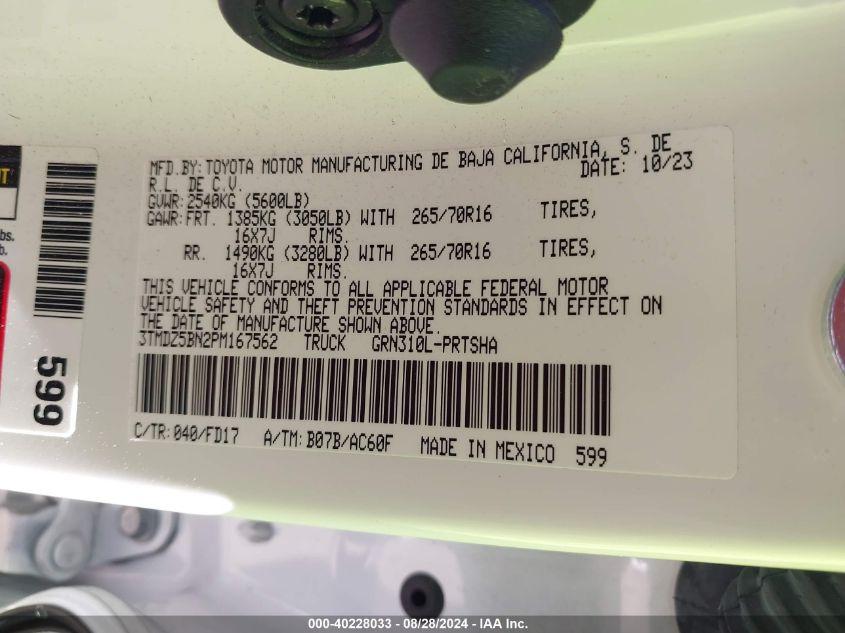 MFD.BY:TOYOTA MOTOR MANUFACTURING DE BAJA CALIFORNIA, S. DE
R.L. DE C.V. DATE: 10/23
GVWR:2540KG (5600LB)
GAWR:FRT. 1385KG (3050LB) WITH 265/70R16 TIRES,
16X7J RIMS.
RR. 1490KG (3280LB) WITH 265/70R16 TIRES,
16X7J RIMS.
THIS VEHICLE CONFORMS TO ALL APPLICABLE FEDERAL MOTOR
VEHICLE SAFETY AND THEFT PREVENTION STANDARDS IN EFFECT ON
THE DATE OF MANUFACTURE SHOWN ABOVE.
3TMDZ5BN2PM167562 TRUCK GRN310L-PRTSHA
C/TR:040/FD17 A/TM:B07B/AC60F MADE IN MEXICO 599
599
lbs.
000-40228033 - 08/28/2024 - IAA Inc.